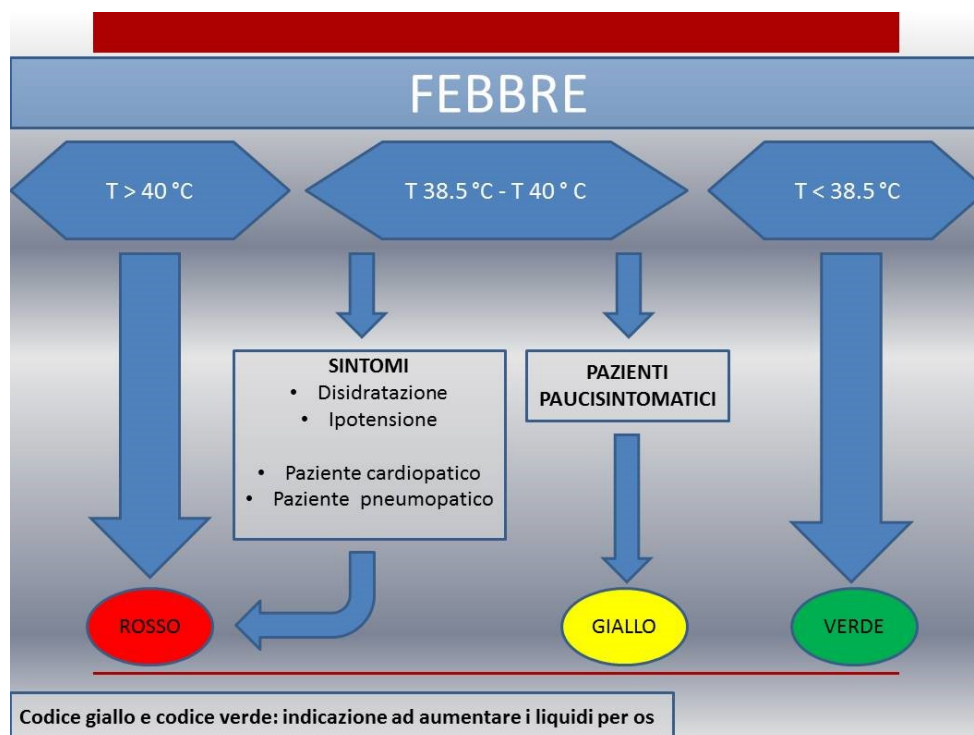 FEBBRE
T > 40 °C
T 38.5 °C - T 40 ° C
T < 38.5 °C
SINTOMI
• Disidratazione
• Ipotensione
• Paziente cardiopatico
• Paziente pneumopatico
PAZIENTI
PAUCISINTOMATICI
ROSSO
GIALLO
VERDE
Codice giallo e codice verde: indicazione ad aumentare i liquidi per os